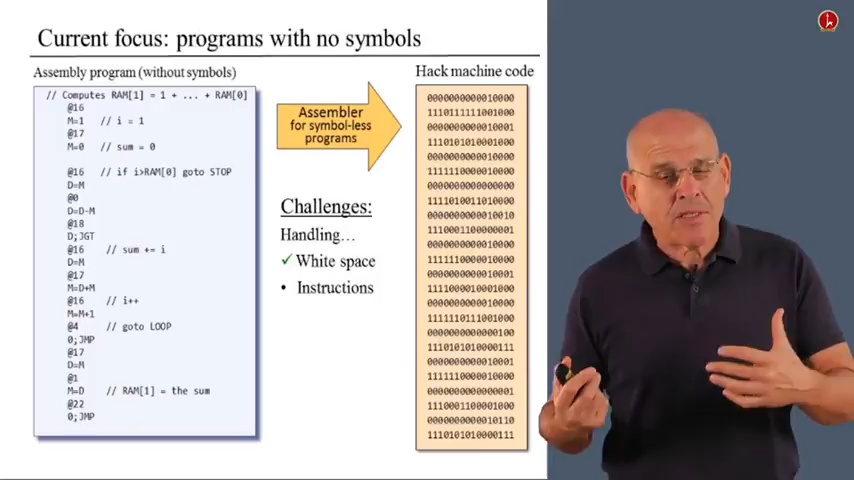 Current focus: programs with no symbols
Assembly program (without symbols)
// Computes RAM[1] = 1 + ... + RAM[0]
@16
M=1 // i = 1
@17
M=0 // sum = 0
@16 // if i>RAM[0] goto STOP
D=M
@0
D=D-M
@18
D;JGT
@16 // sum += i
D=M
@17
M=D+M
@16 // i++
M=M+1
@4 // goto LOOP
0;JMP
@17
D=M
@1
M=D // RAM[1] = the sum
@22
0;JMP
Assembler
for symbol-less
programs
Challenges:
Handling…
✓ White space
• Instructions
Hack machine code
0000000000010000
1110111111001000
0000000000010001
1110101010001000
0000000000010000
1111110000010000
0000000000000000
1111010011010000
0000000000010010
1110001100000001
0000000000010000
1111110000010000
0000000000010001
1111000010001000
0000000000010000
1111110111001000
0000000000000100
1110101010000111
0000000000010001
1111110000010000
0000000000000001
1110001100001000
0000000000010110
1110101010000111